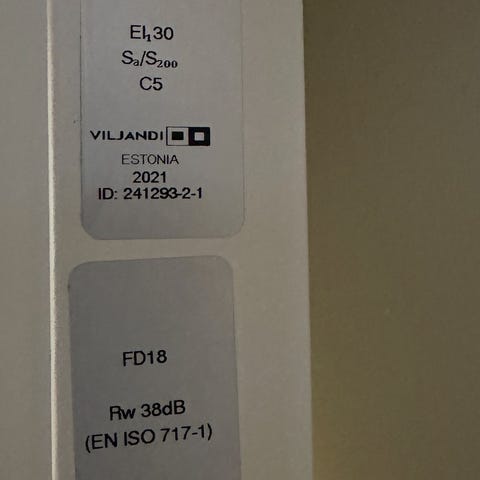 EI₁30
Sₐ/S₂₀₀
C5
VILJANDI
ESTONIA
2021
ID: 241293-2-1
FD18
Rw 38dB
(EN ISO 717-1)